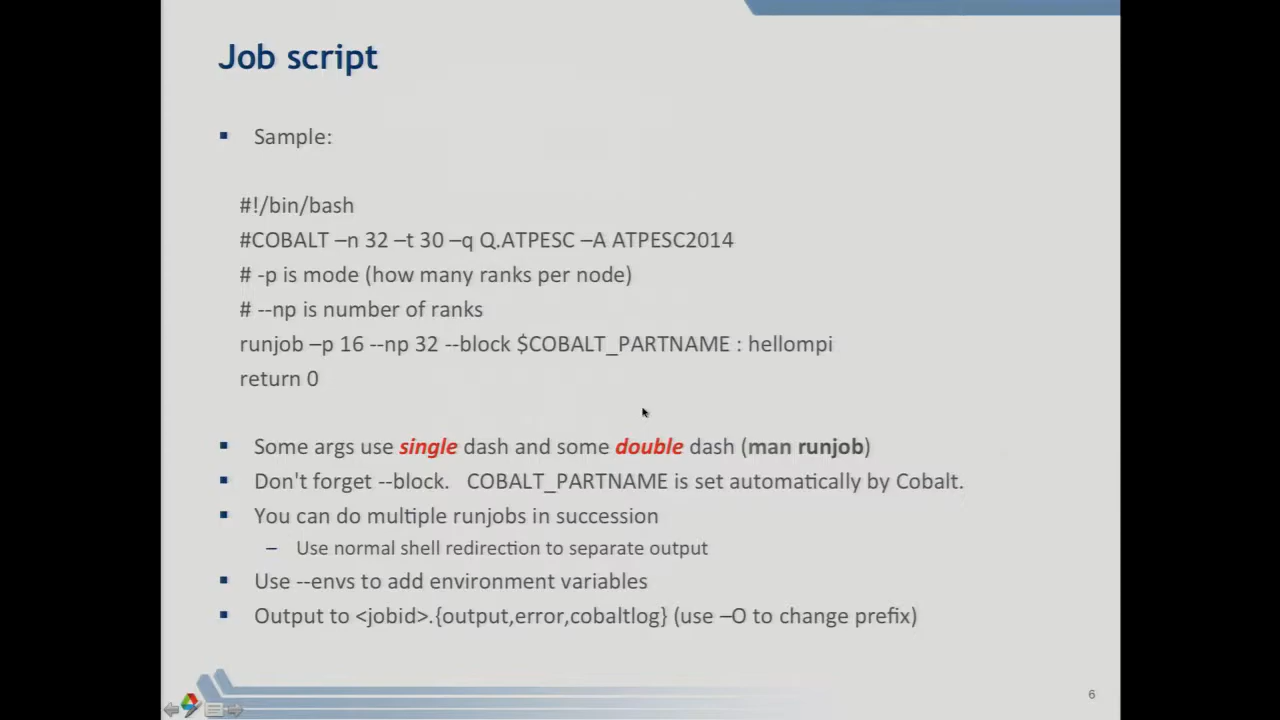 Job script
Sample:
#!/bin/bash
#COBALT –n 32 –t 30 –q Q.ATPESC –A ATPESC2014
# -p is mode (how many ranks per node)
# --np is number of ranks
runjob –p 16 --np 32 --block $COBALT_PARTNAME : hellompi
return 0
Some args use single dash and some double dash (man runjob)
Don't forget --block.   COBALT_PARTNAME is set automatically by Cobalt.
You can do multiple runjobs in succession
– Use normal shell redirection to separate output
Use --envs to add environment variables
Output to <jobid>.{output,error,cobaltlog} (use –O to change prefix)
6